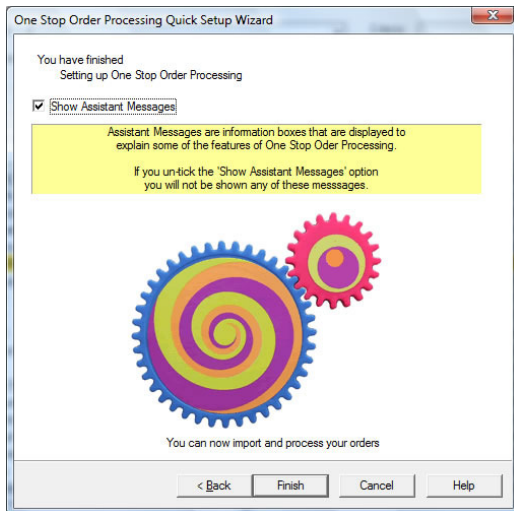 One Stop Order Processing Quick Setup Wizard
You have finished
Setting up One Stop Order Processing
Show Assistant Messages
Assistant Messages are information boxes that are displayed to
explain some of the features of One Stop Oder Processing.
If you un-tick the 'Show Assistant Messages' option
you will not be shown any of these messsages.
You can now import and process your orders
< Back
Finish
Cancel
Help